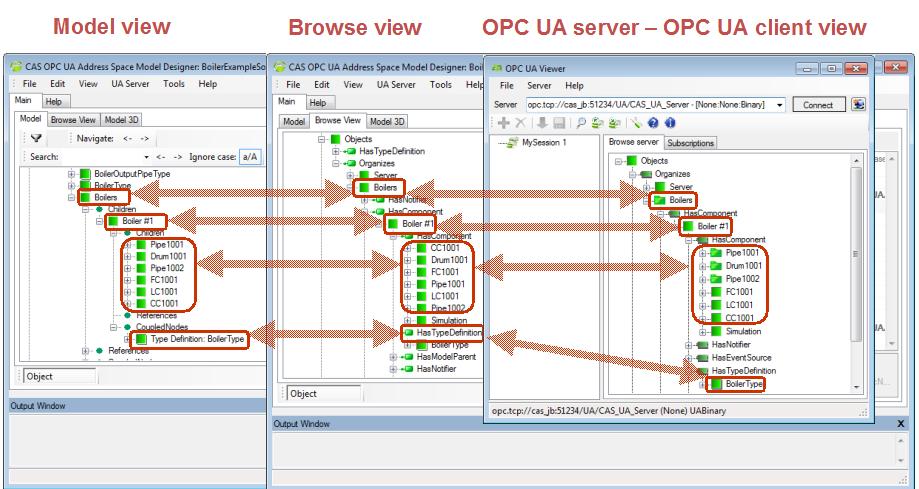 Model view
Browse view
OPC UA server – OPC UA client view
CAS OPC UA Address Space Model Designer: BoilerExampleSo
File Edit View UA Server Tools Help
Main Help
Model Browse View Model 3D
Navigate: <- ->
Search: <- -> Ignore case: a/A
BoilerOutputPipeType
BoilerType
Boilers
Children
Boiler #1
Children
Pipe1001
Drum1001
Pipe1002
FC1001
LC1001
CC1001
References
CoupledNodes
Type Definition: BoilerType
References
Object
Output Window
CAS OPC UA Address Space Model Designer: Boil
File Edit View UA Server Tools
Main Help
Model Browse View Model 3D
Objects
HasTypeDefinition
Organizes
Server
Boilers
HasNotifier
HasComponent
Boiler #1
HasComponent
CC1001
Drum1001
FC1001
Pipe1001
LC1001
Pipe1002
Simulation
HasTypeDefinition
BoilerType
HasModelParent
HasNotifier
Object
Output Window X
OPC UA Viewer
File Server Help
Server opc.tcp://cas_jb:51234/UA/CAS_UA_Server - [None:None:Binary] Connect
MySession 1
Browse server Subscriptions
Objects
Organizes
Server
Boilers
HasComponent
Boiler #1
HasComponent
Pipe1001
Drum1001
Pipe1002
FC1001
LC1001
CC1001
Simulation
HasNotifier
HasEventSource
HasTypeDefinition
BoilerType
opc.tcp://cas_jb:51234/UA/CAS_UA_Server (None) UABinary